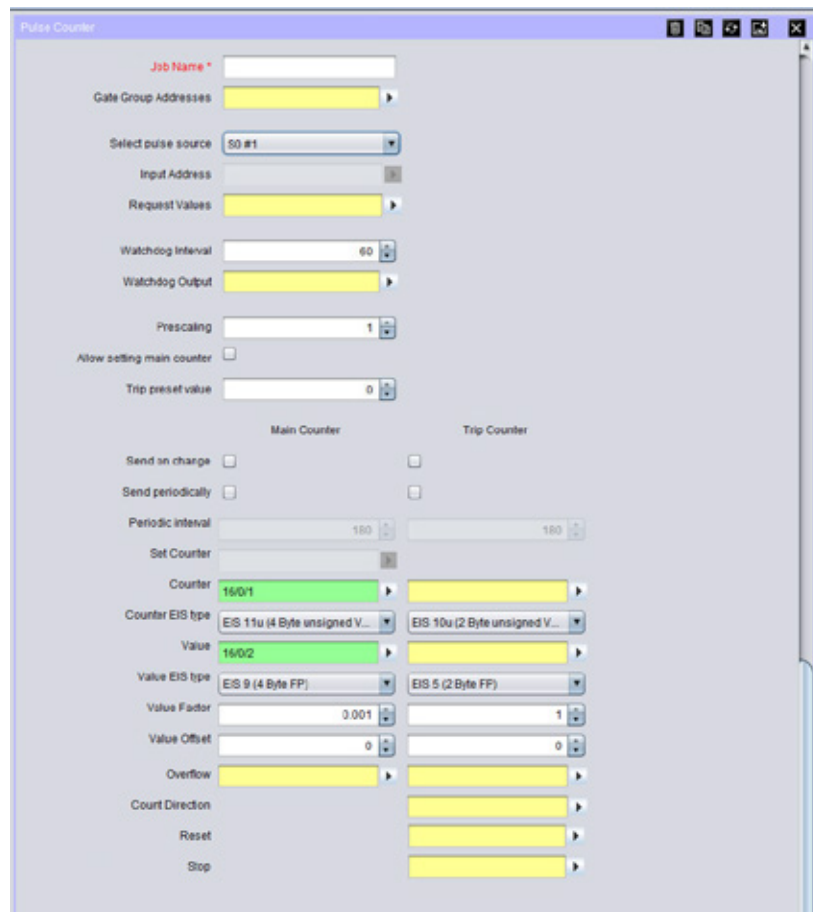 Pulse Counter
Job Name *
Gate Group Addresses
Select pulse source S0 #1
Input Address
Request Values
Watchdog Interval 60
Watchdog Output
Prescaling 1
Allow setting main counter
Trip preset value 0
Main Counter Trip Counter
Send on change
Send periodically
Periodic interval 180 180
Set Counter
Counter 16/0/1
Counter EIS type EIS 11u (4 Byte unsigned V... EIS 10u (2 Byte unsigned V...
Value 16/0/2
Value EIS type EIS 9 (4 Byte FP) EIS 5 (2 Byte FP)
Value Factor 0.001 1
Value Offset 0 0
Overflow
Count Direction
Reset
Stop